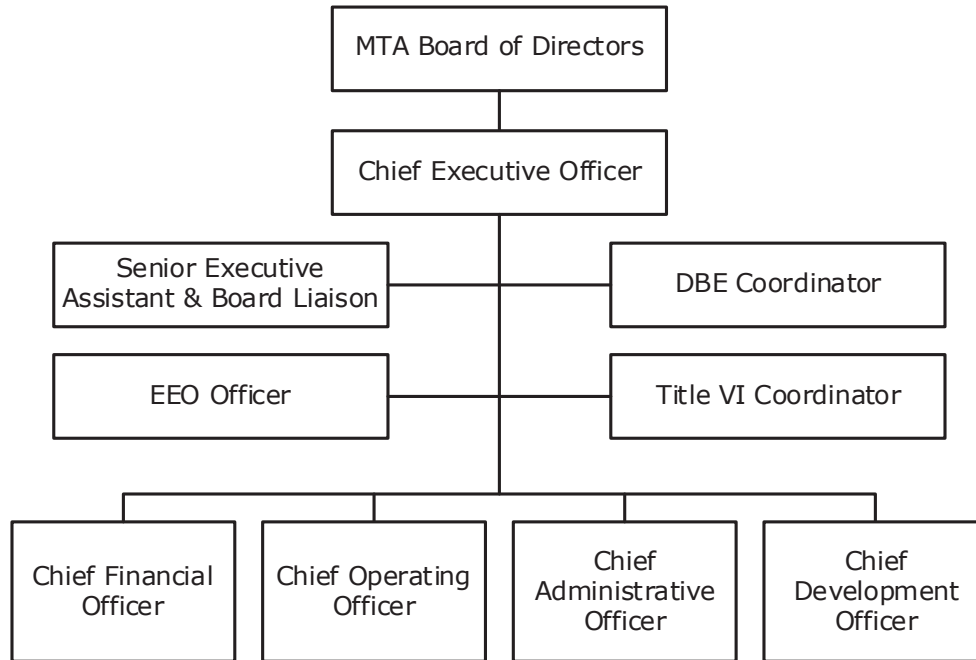 MTA Board of Directors
Chief Executive Officer
Senior Executive
Assistant & Board Liaison
DBE Coordinator
EEO Officer
Title VI Coordinator
Chief Financial
Officer
Chief Operating
Officer
Chief
Administrative
Officer
Chief
Development
Officer